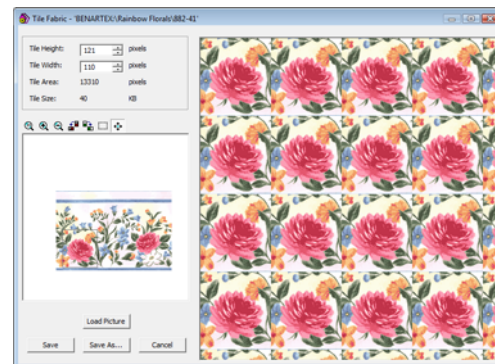 Tile Fabric - 'BENARTEX:\Rainbow Florals\882-41'
Tile Height: 121 pixels
Tile Width: 110 pixels
Tile Area: 13310 pixels
Tile Size: 40 KB
Load Picture
Save Save As... Cancel